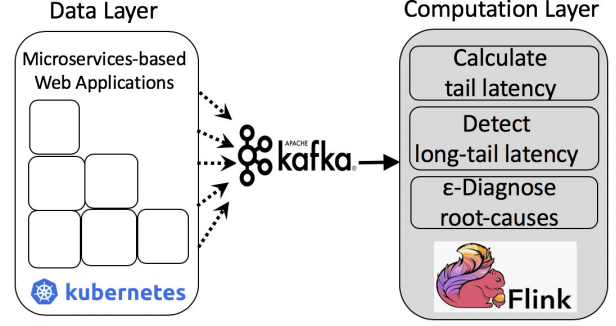 Data Layer
Microservices-based
Web Applications
kubernetes
APACHE
kafka®
Computation Layer
Calculate
tail latency
Detect
long-tail latency
ε-Diagnose
root-causes
Flink